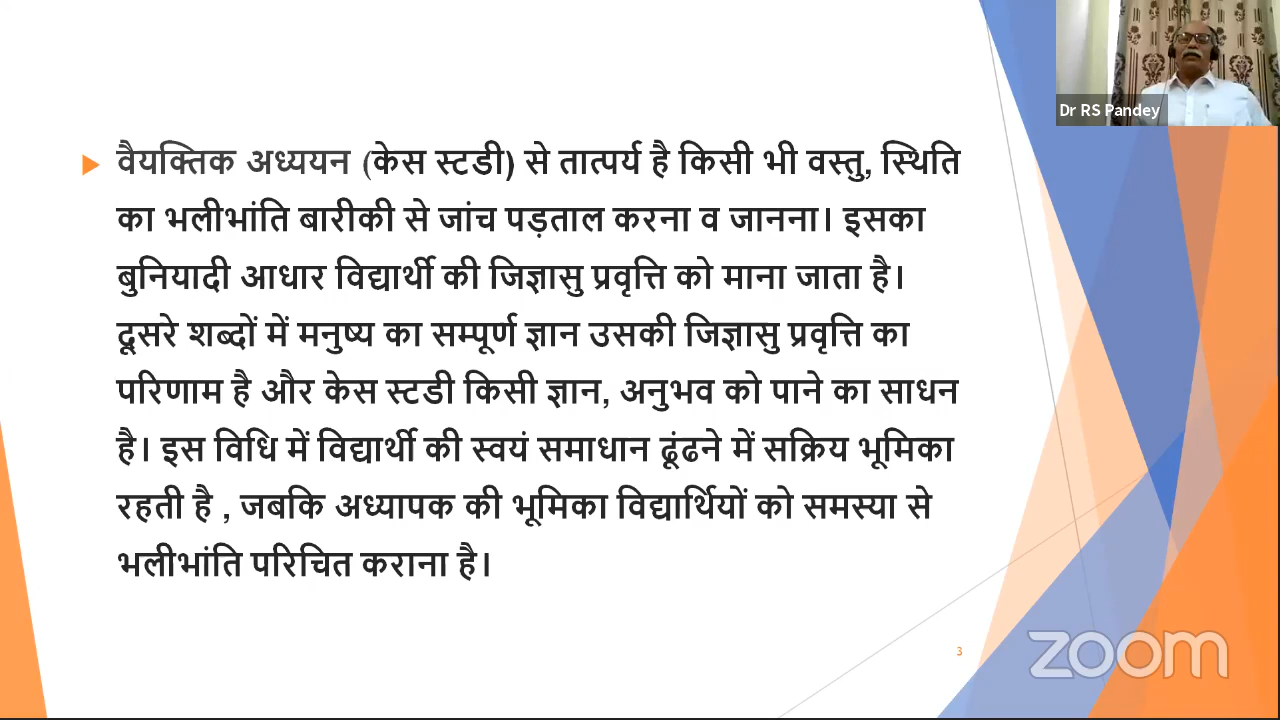 Dr RS Pandey
वैयक्तिक अध्ययन (केस स्टडी) से तात्पर्य है किसी भी वस्तु, स्थिति
का भलीभांति बारीकी से जांच पड़ताल करना व जानना। इसका
बुनियादी आधार विद्यार्थी की जिज्ञासु प्रवृत्ति को माना जाता है।
दूसरे शब्दों में मनुष्य का सम्पूर्ण ज्ञान उसकी जिज्ञासु प्रवृत्ति का
परिणाम है और केस स्टडी किसी ज्ञान, अनुभव को पाने का साधन
है। इस विधि में विद्यार्थी की स्वयं समाधान ढूंढने में सक्रिय भूमिका
रहती है , जबकि अध्यापक की भूमिका विद्यार्थियों को समस्या से
भलीभांति परिचित कराना है।
3
zoom